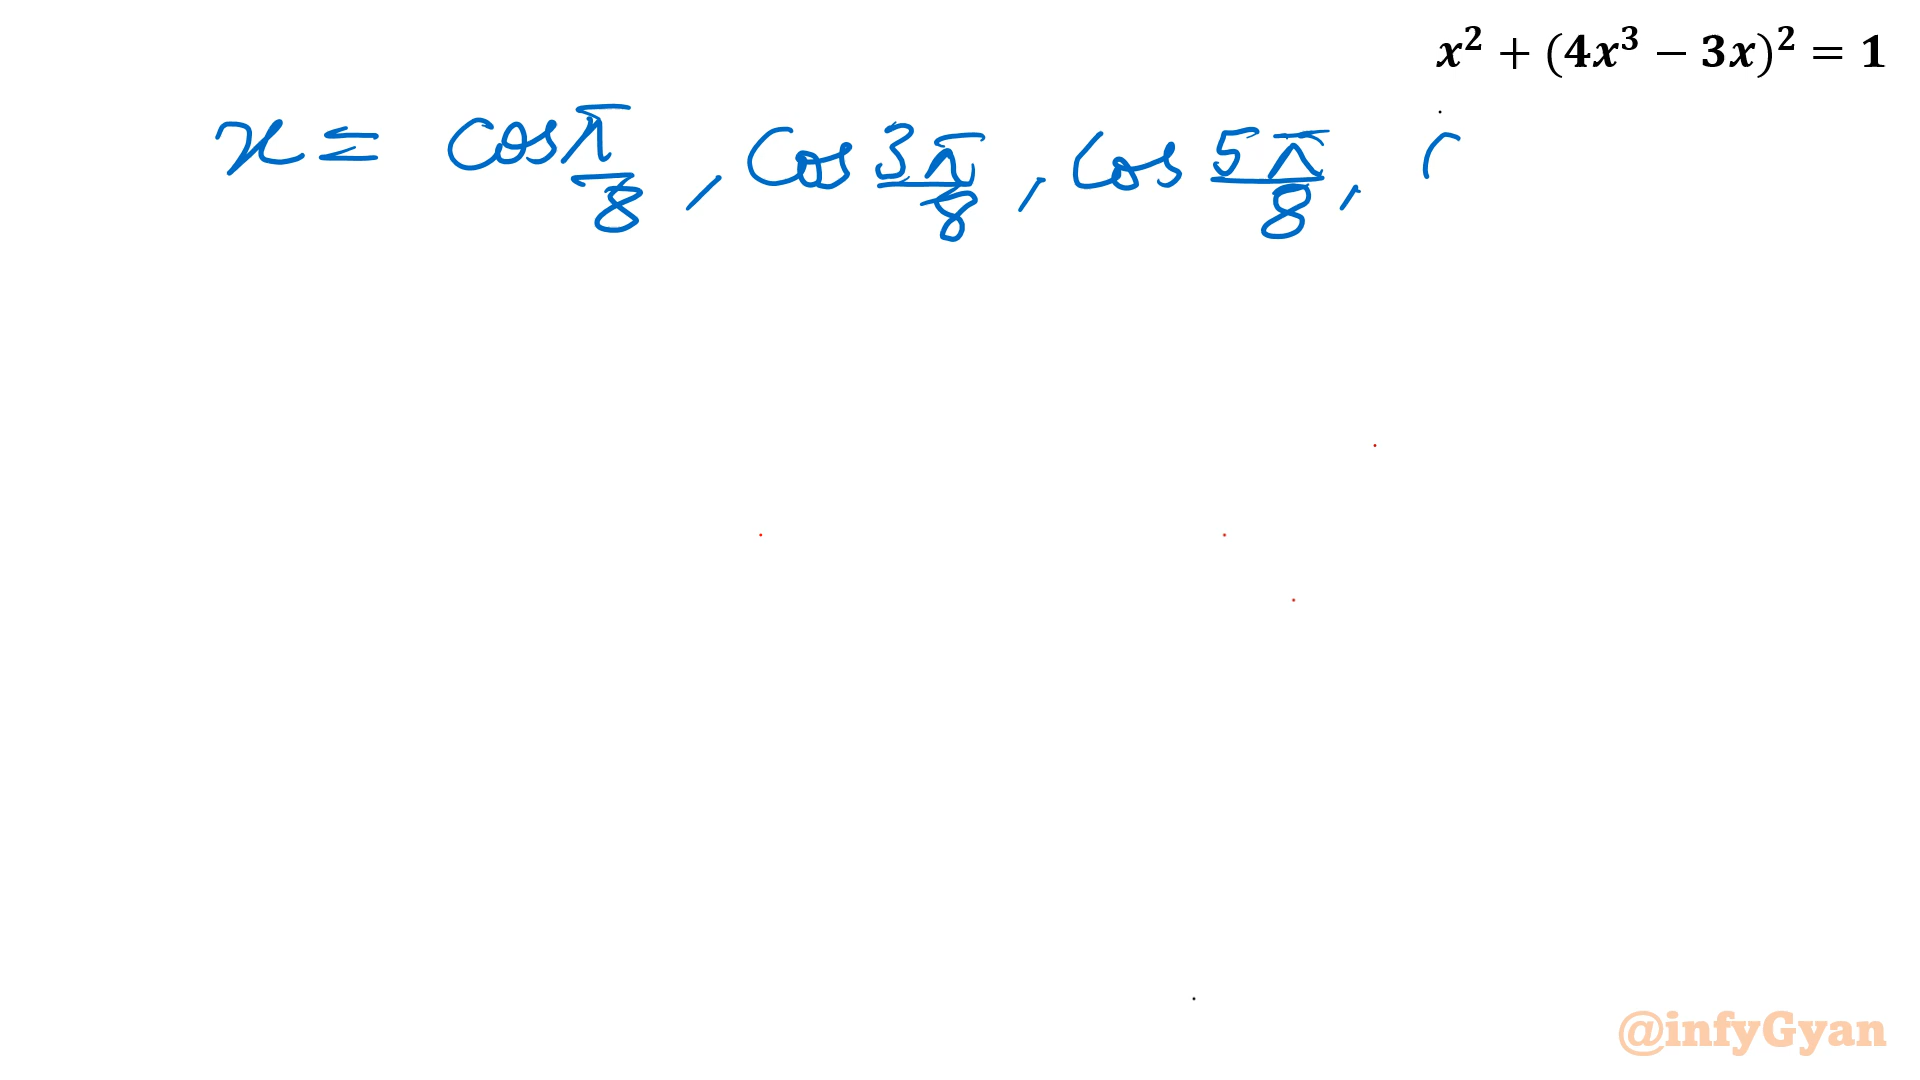 x² + (4x³ − 3x)² = 1
x = cos π/8, cos 3π/8, cos 5π/8,
@infyGyan